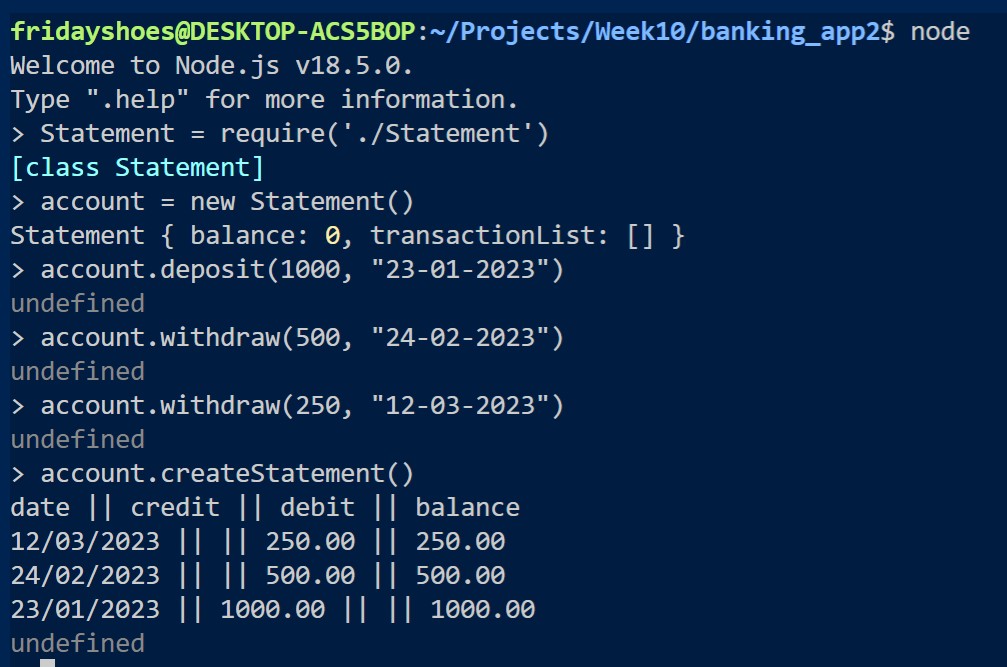 fridayshoes@DESKTOP-ACS5BOP:~/Projects/Week10/banking_app2$ node
Welcome to Node.js v18.5.0.
Type ".help" for more information.
> Statement = require('./Statement')
[class Statement]
> account = new Statement()
Statement { balance: 0, transactionList: [] }
> account.deposit(1000, "23-01-2023")
undefined
> account.withdraw(500, "24-02-2023")
undefined
> account.withdraw(250, "12-03-2023")
undefined
> account.createStatement()
date || credit || debit || balance
12/03/2023 || || 250.00 || 250.00
24/02/2023 || || 500.00 || 500.00
23/01/2023 || 1000.00 || || 1000.00
undefined